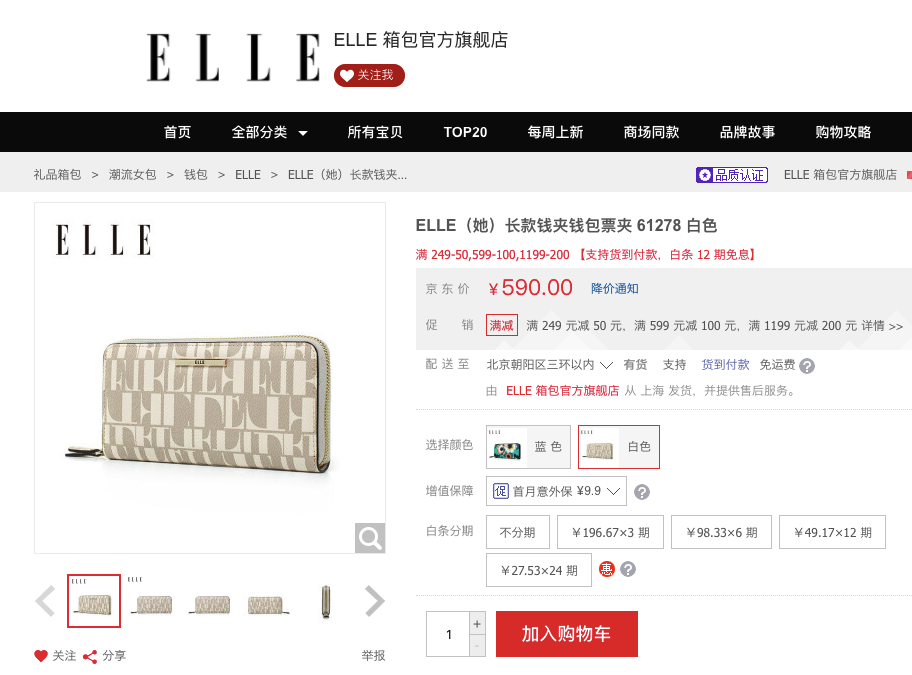 ELLE
ELLE 箱包官方旗舰店
关注我
首页 全部分类 所有宝贝 TOP20 每周上新 商场同款 品牌故事 购物攻略
礼品箱包 > 潮流女包 > 钱包 > ELLE > ELLE（她）长款钱夹...
品质认证 ELLE 箱包官方旗舰店
ELLE
ELLE
ELLE（她）长款钱夹钱包票夹 61278 白色
满 249-50,599-100,1199-200 【支持货到付款，白条 12 期免息】
京东价 ￥590.00 降价通知
促销 满减 满 249 元减 50 元，满 599 元减 100 元，满 1199 元减 200 元 详情 >>
配送至 北京朝阳区三环以内 有货 支持 货到付款 免运费 ?
由 ELLE 箱包官方旗舰店 从 上海 发货，并提供售后服务。
选择颜色 ELLE 蓝色 ELLE 白色
增值保障 促 首月意外保 ¥9.9 ?
白条分期 不分期 ￥196.67×3 期 ￥98.33×6 期 ￥49.17×12 期
￥27.53×24 期 惠 ?
ELLE ELLE
1 + -
加入购物车
关注 分享 举报